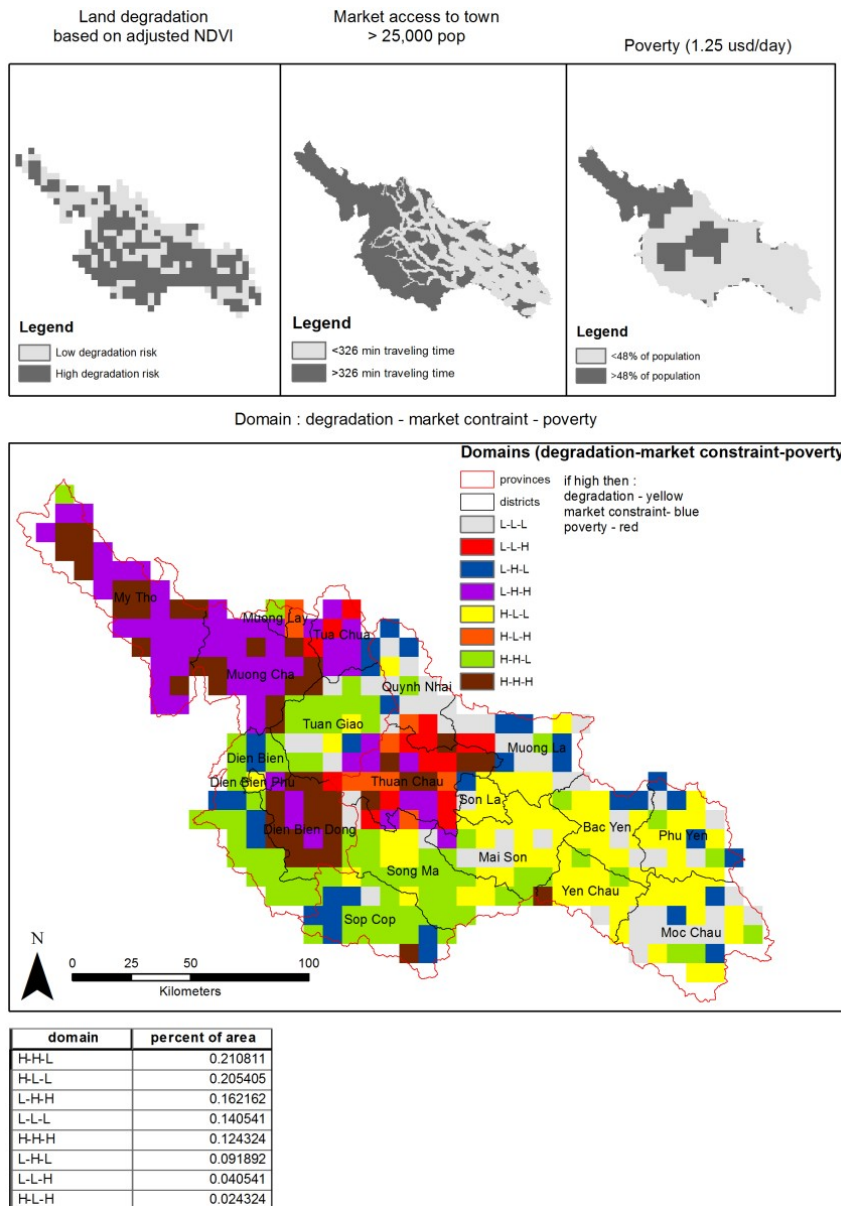 Land degradation
based on adjusted NDVI
Market access to town
> 25,000 pop
Poverty (1.25 usd/day)
Legend
Low degradation risk
High degradation risk
Legend
<326 min traveling time
>326 min traveling time
Legend
<48% of population
>48% of population
Domain : degradation - market contraint - poverty
Domains (degradation-market constraint-poverty
provinces
districts
L-L-L
L-L-H
L-H-L
L-H-H
H-L-L
H-L-H
H-H-L
H-H-H
if high then :
degradation - yellow
market constraint- blue
poverty - red
My Tho
Muong Lay
Tua Chua
Muong Cha
Quynh Nhai
Tuan Giao
Muong La
Dien Bien
Dien Bien Phu
Thuan Chau
Son La
Dien Bien Dong
Bac Yen
Phu Yen
Mai Son
Song Ma
Yen Chau
Sop Cop
Moc Chau
N
0 25 50 100
Kilometers
domain percent of area
H-H-L 0.210811
H-L-L 0.205405
L-H-H 0.162162
L-L-L 0.140541
H-H-H 0.124324
L-H-L 0.091892
L-L-H 0.040541
H-L-H 0.024324